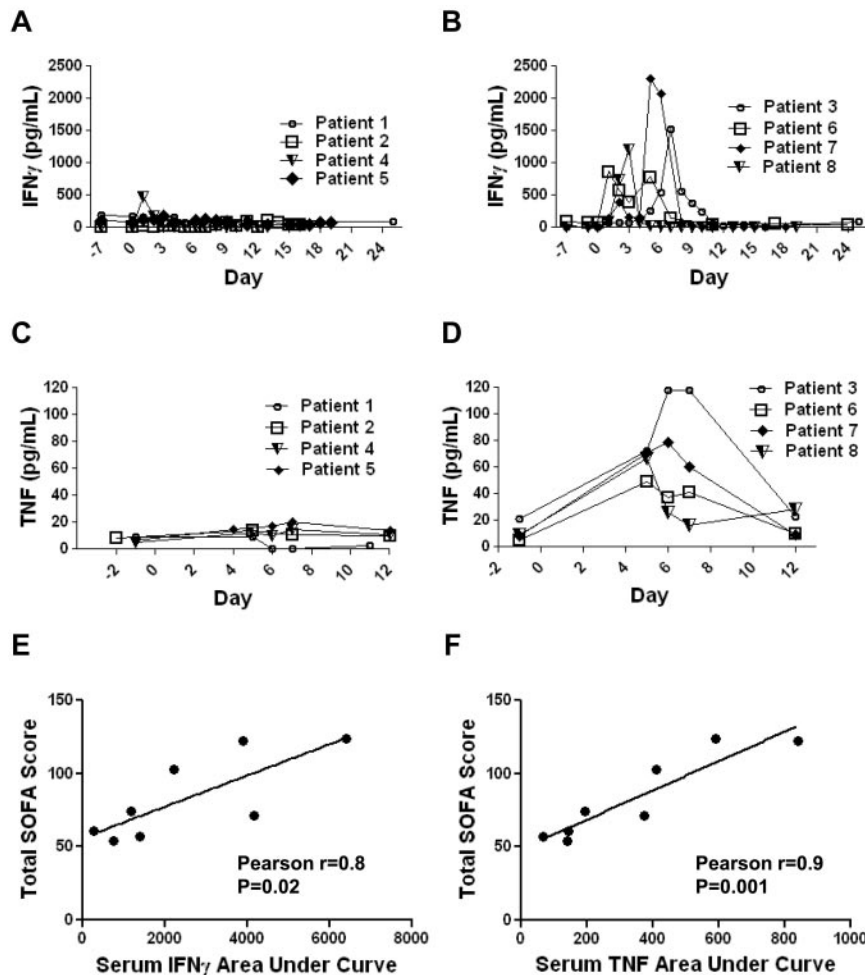 A
IFNγ (pg/mL)
2500
2000
1500
1000
500
0
-7
0
3
6
9
12
15
18
21
24
Day
Patient 1
Patient 2
Patient 4
Patient 5
B
IFNγ (pg/mL)
2500
2000
1500
1000
500
0
-7
0
3
6
9
12
15
18
21
24
Day
Patient 3
Patient 6
Patient 7
Patient 8
C
TNF (pg/mL)
120
100
80
60
40
20
0
-2
0
2
4
6
8
10
12
Day
Patient 1
Patient 2
Patient 4
Patient 5
D
TNF (pg/mL)
120
100
80
60
40
20
0
-2
0
2
4
6
8
10
12
Day
Patient 3
Patient 6
Patient 7
Patient 8
E
Total SOFA Score
150
100
50
0
0
2000
4000
6000
8000
Pearson r=0.8
P=0.02
Serum IFNγ Area Under Curve
F
Total SOFA Score
150
100
50
0
0
200
400
600
800
1000
Pearson r=0.9
P=0.001
Serum TNF Area Under Curve